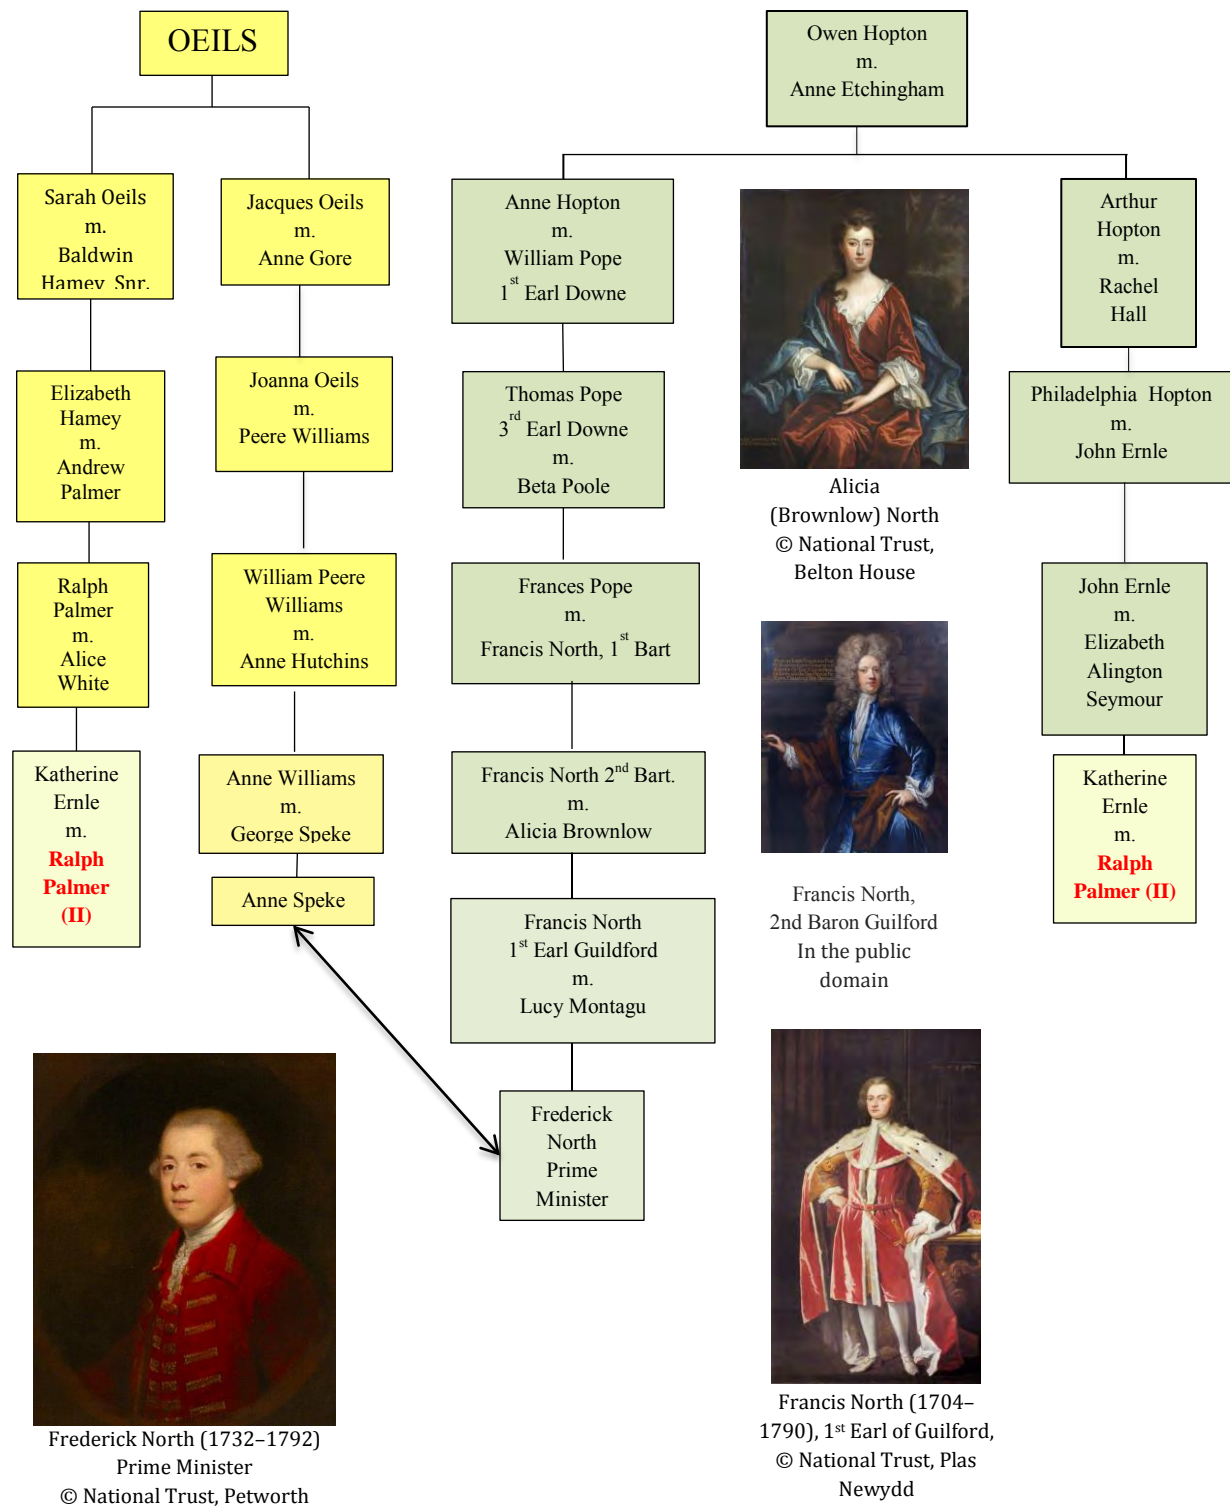 OEILS
Sarah Oeils
m.
Baldwin
Hamey Snr.
Elizabeth
Hamey
m.
Andrew
Palmer
Ralph
Palmer
m.
Alice
White
Katherine
Ernle
m.
Ralph
Palmer
(II)
Jacques Oeils
m.
Anne Gore
Joanna Oeils
m.
Peere Williams
William Peere
Williams
m.
Anne Hutchins
Anne Williams
m.
George Speke
Anne Speke
Owen Hopton
m.
Anne Etchingham
Anne Hopton
m.
William Pope
1st Earl Downe
Thomas Pope
3rd Earl Downe
m.
Beta Poole
Frances Pope
m.
Francis North, 1st Bart
Francis North 2nd Bart.
m.
Alicia Brownlow
Francis North
1st Earl Guildford
m.
Lucy Montagu
Frederick
North
Prime
Minister
Arthur
Hopton
m.
Rachel
Hall
Philadelphia Hopton
m.
John Ernle
John Ernle
m.
Elizabeth
Alington
Seymour
Katherine
Ernle
m.
Ralph
Palmer (II)
Alicia
(Brownlow) North
© National Trust,
Belton House
Francis North,
2nd Baron Guilford
In the public
domain
Francis North (1704–
1790), 1st Earl of Guilford,
© National Trust, Plas
Newydd
Frederick North (1732–1792)
Prime Minister
© National Trust, Petworth